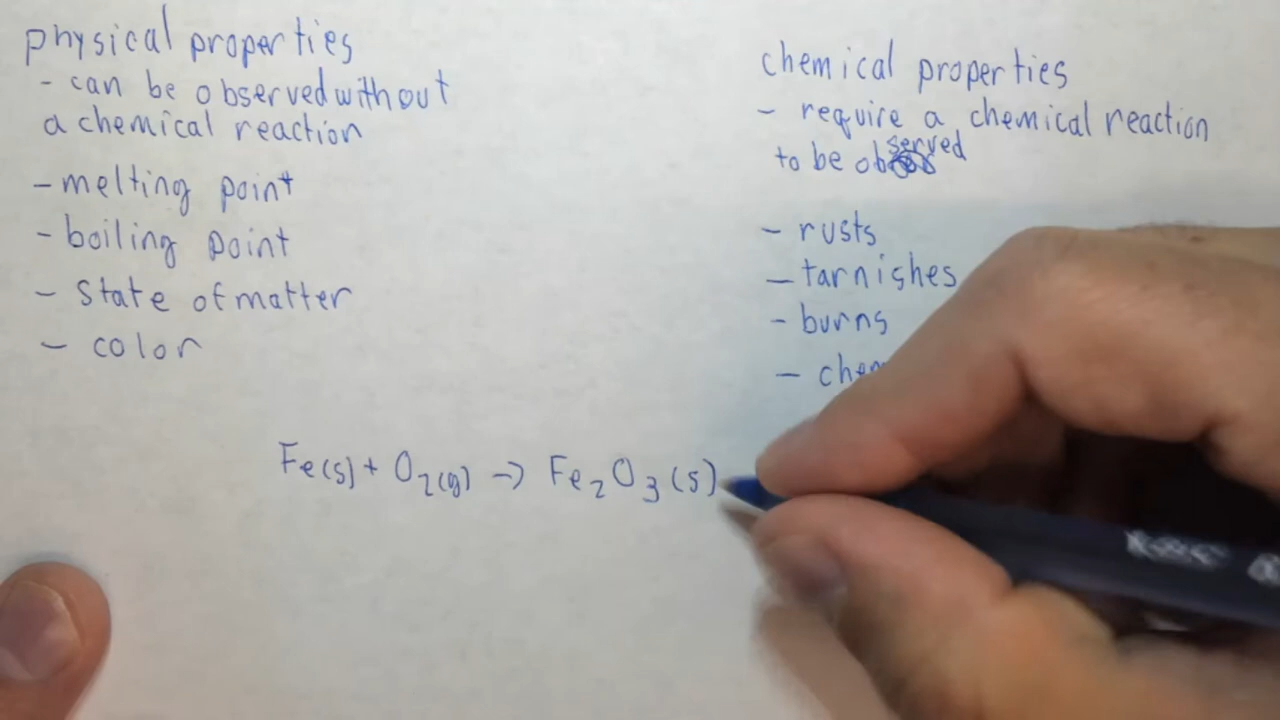 physical properties
- can be observed without
a chemical reaction
- melting point
- boiling point
- state of matter
- color
chemical properties
- require a chemical reaction
to be observed
- rusts
- tarnishes
- burns
-
Fe(s) + O₂(g) → Fe₂O₃(s)